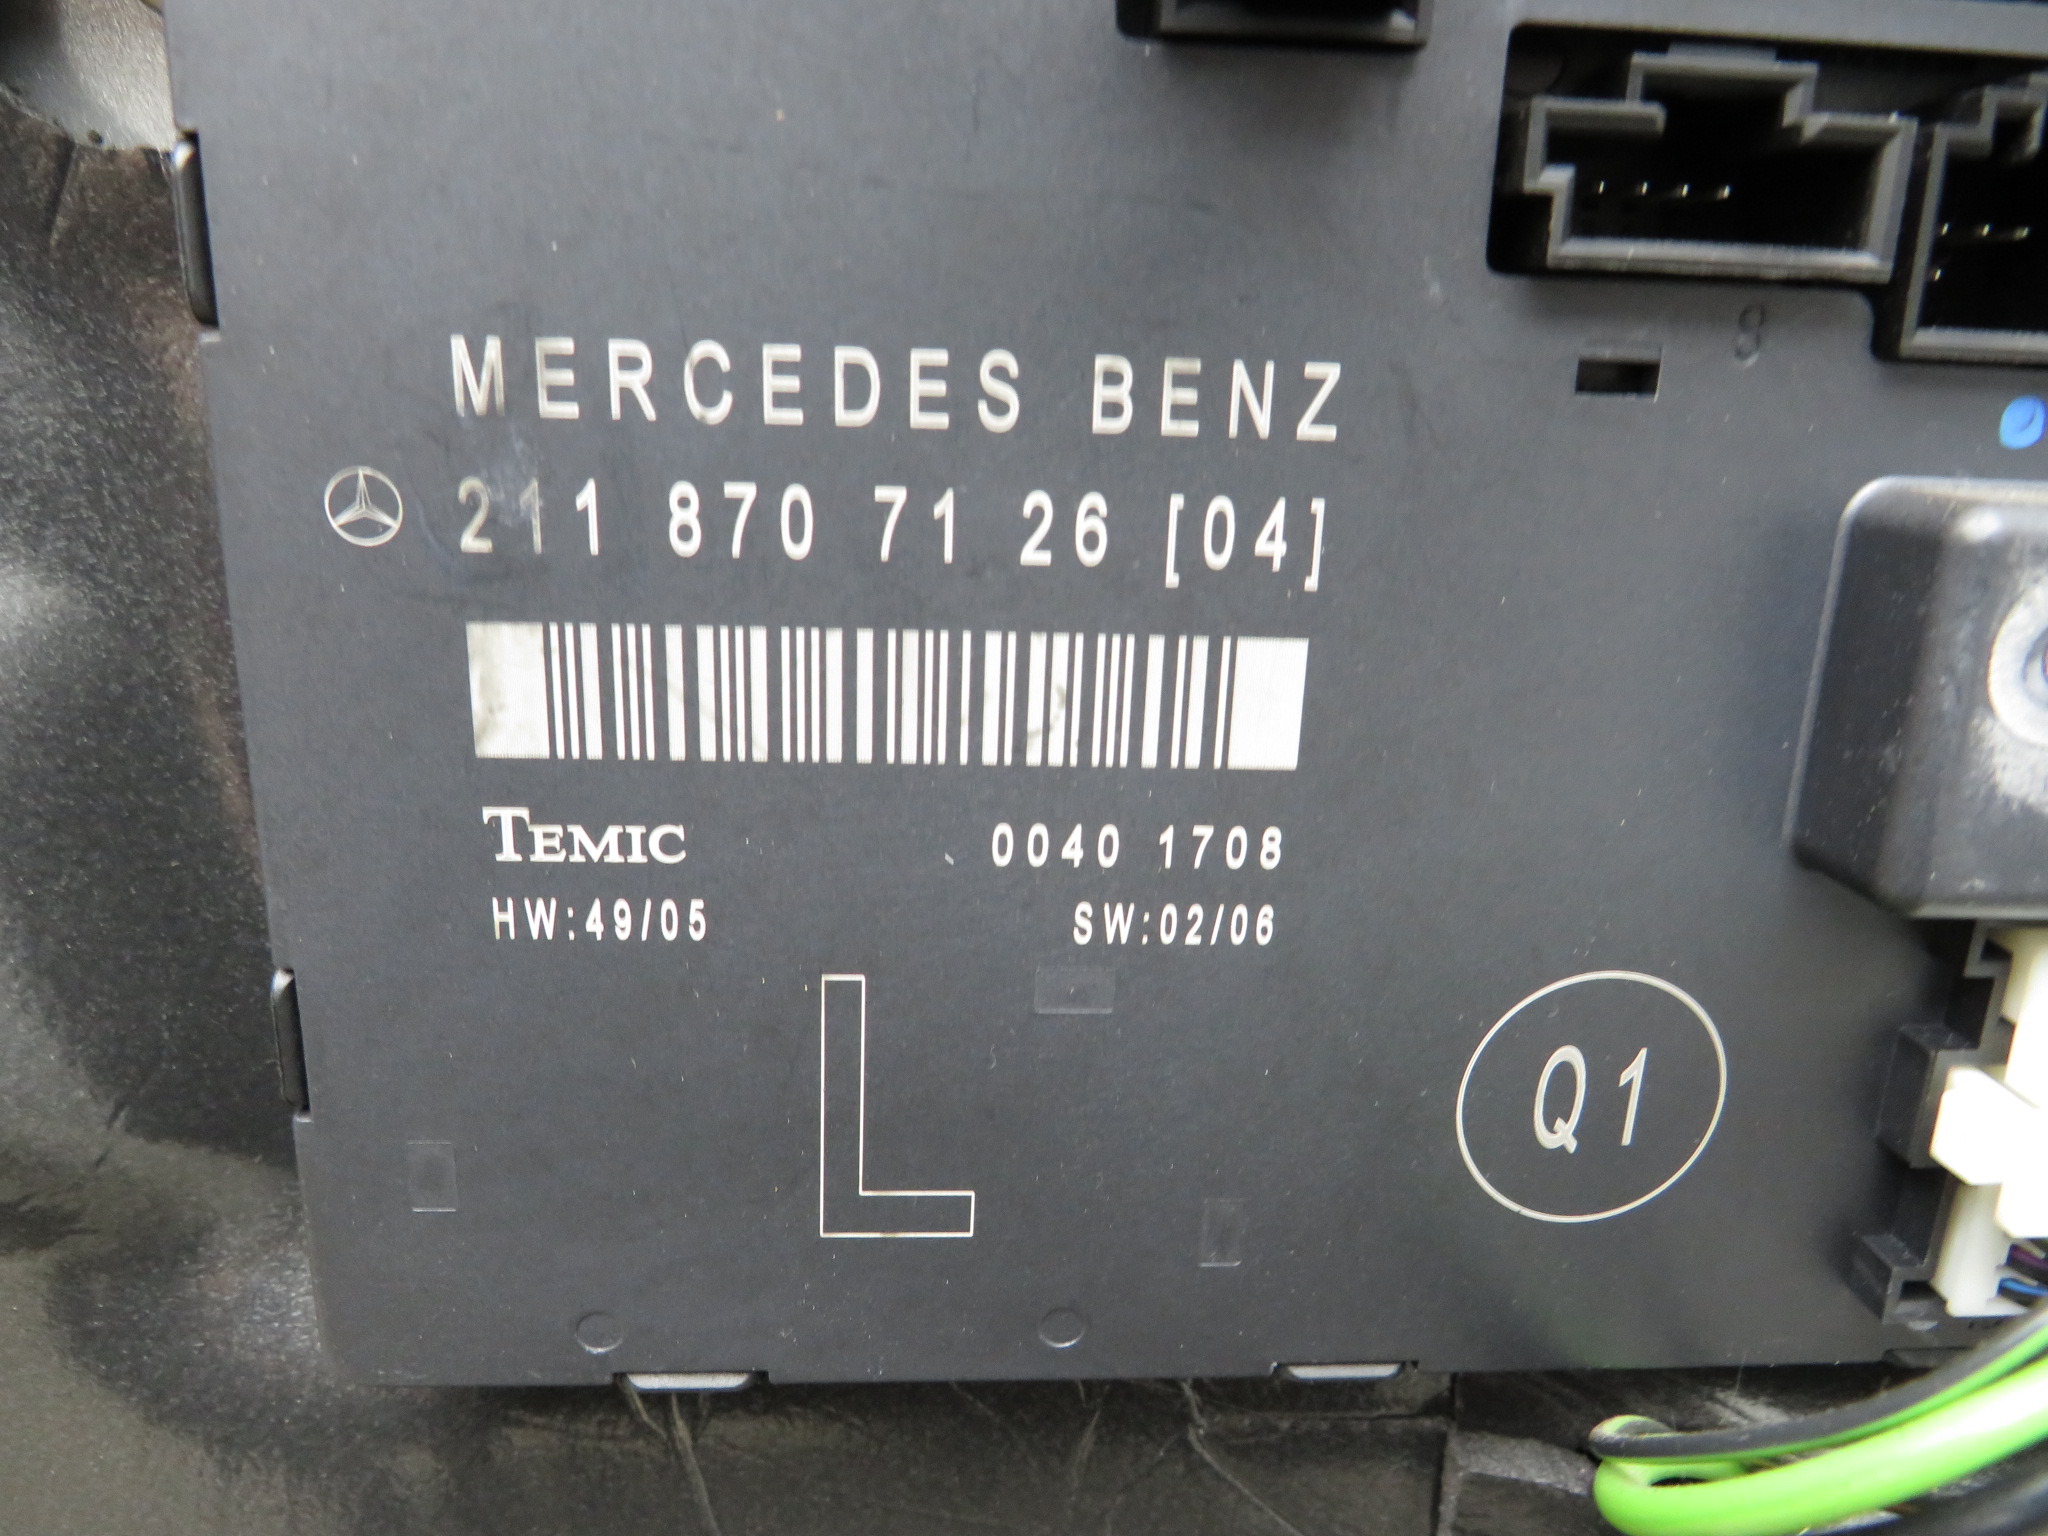 MERCEDES BENZ
211 870 71 26 [04]
TEMIC 0040 1708
HW:49/05 SW:02/06
L
Q1